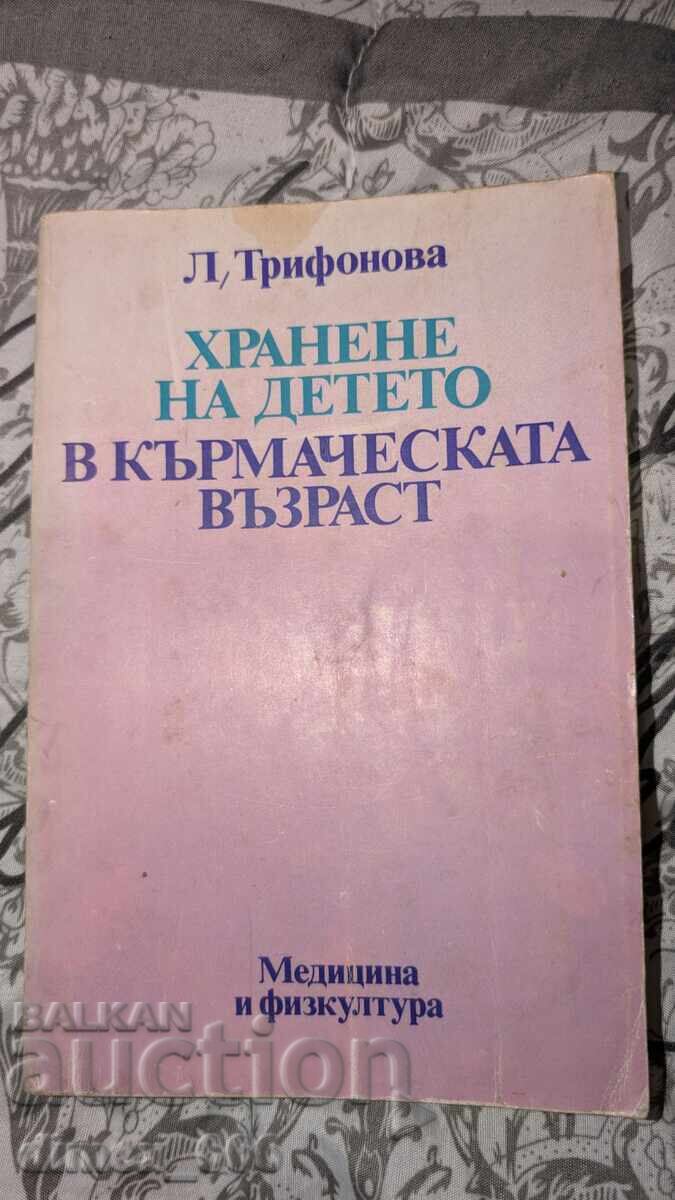 Л. Трифонова
ХРАНЕНЕ
НА ДЕТЕТО
В КЪРМАЧЕСКАТА
ВЪЗРАСТ
Медицина
и физкултура
BALKAN
auction